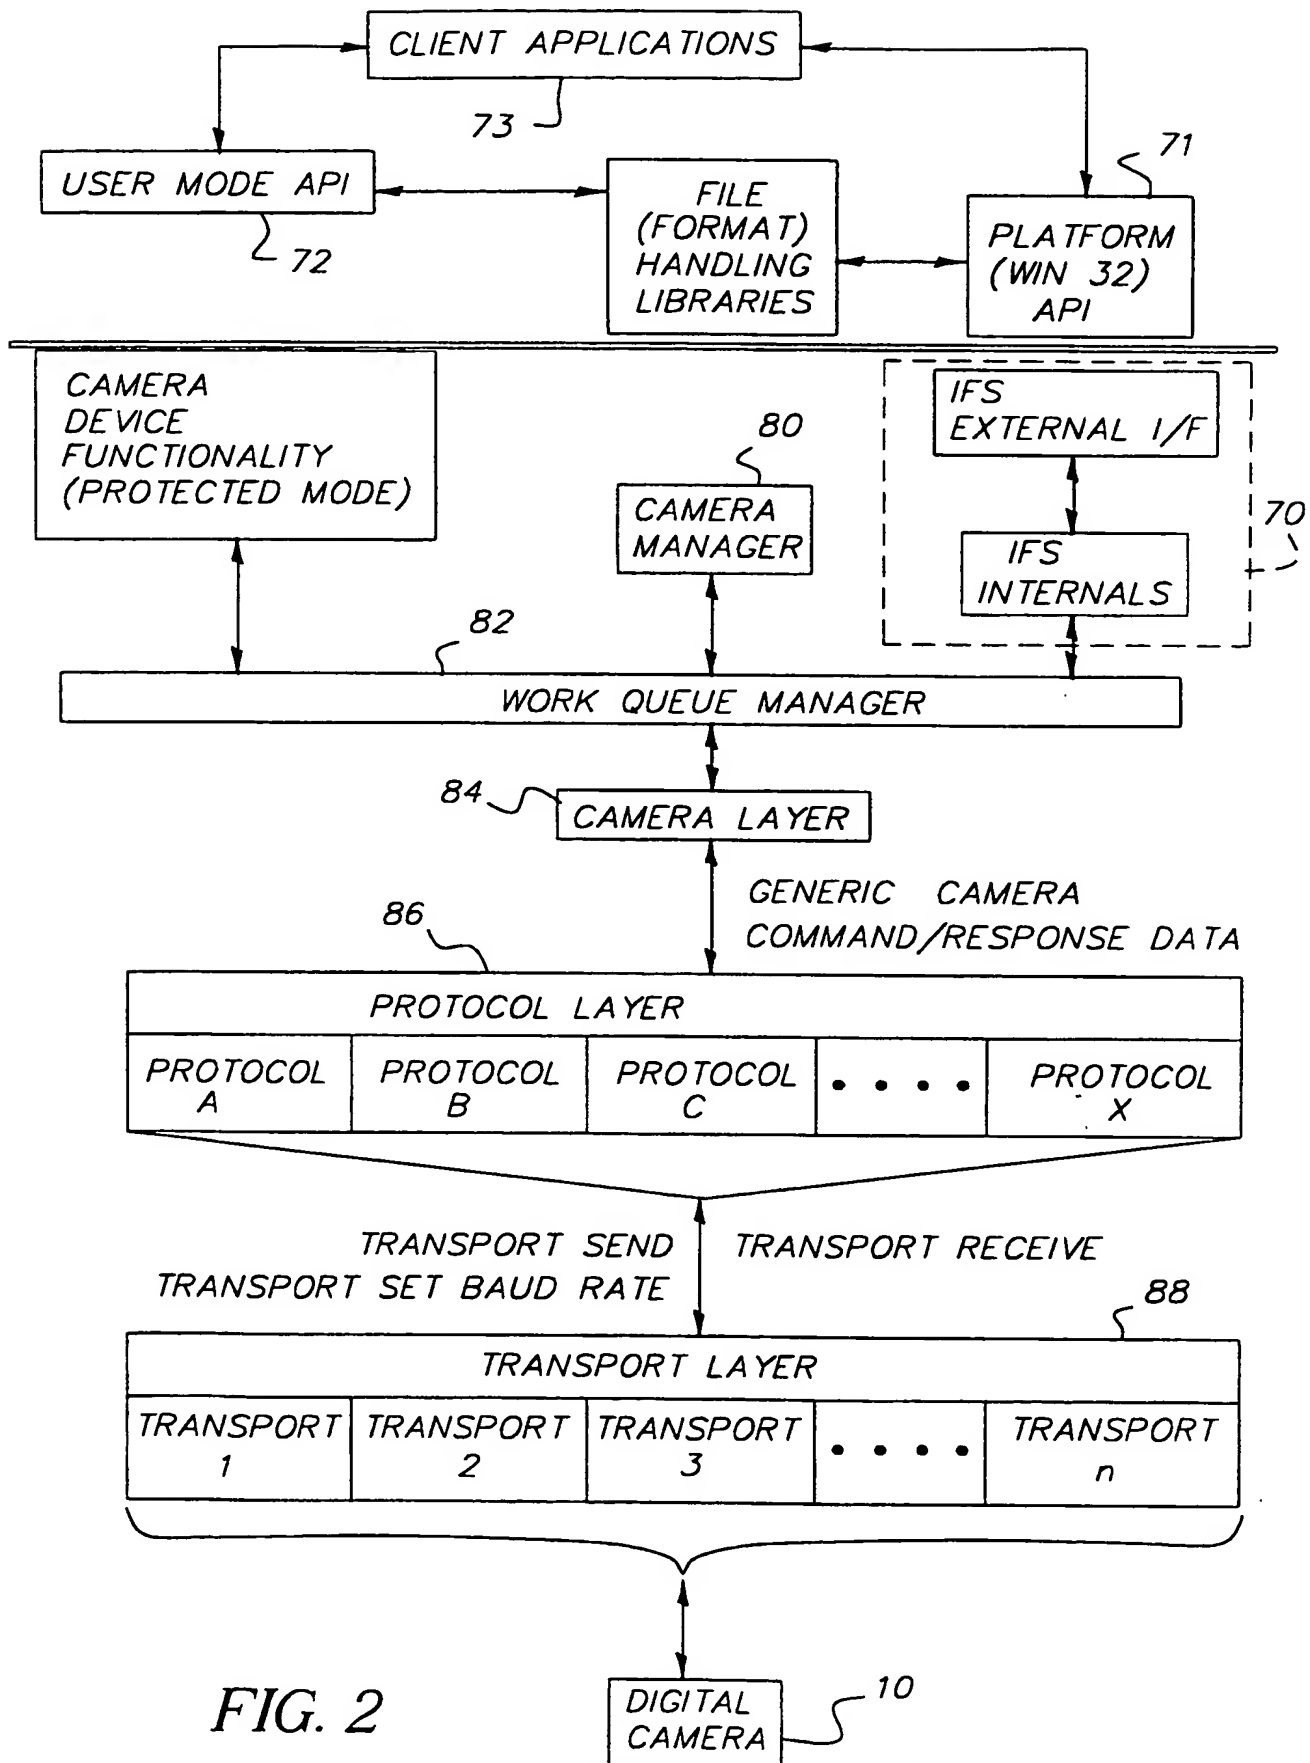 CLIENT APPLICATIONS
73
USER MODE API
72
FILE
(FORMAT)
HANDLING
LIBRARIES
71
PLATFORM
(WIN 32)
API
CAMERA
DEVICE
FUNCTIONALITY
(PROTECTED MODE)
80
CAMERA
MANAGER
IFS
EXTERNAL I/F
IFS
INTERNALS
70
82
WORK QUEUE MANAGER
84
CAMERA LAYER
GENERIC CAMERA
COMMAND/RESPONSE DATA
86
PROTOCOL LAYER
PROTOCOL
A
PROTOCOL
B
PROTOCOL
C
• • • •
PROTOCOL
X
TRANSPORT SEND
TRANSPORT SET BAUD RATE
TRANSPORT RECEIVE
88
TRANSPORT LAYER
TRANSPORT
1
TRANSPORT
2
TRANSPORT
3
• • • •
TRANSPORT
n
DIGITAL
CAMERA
10
FIG. 2